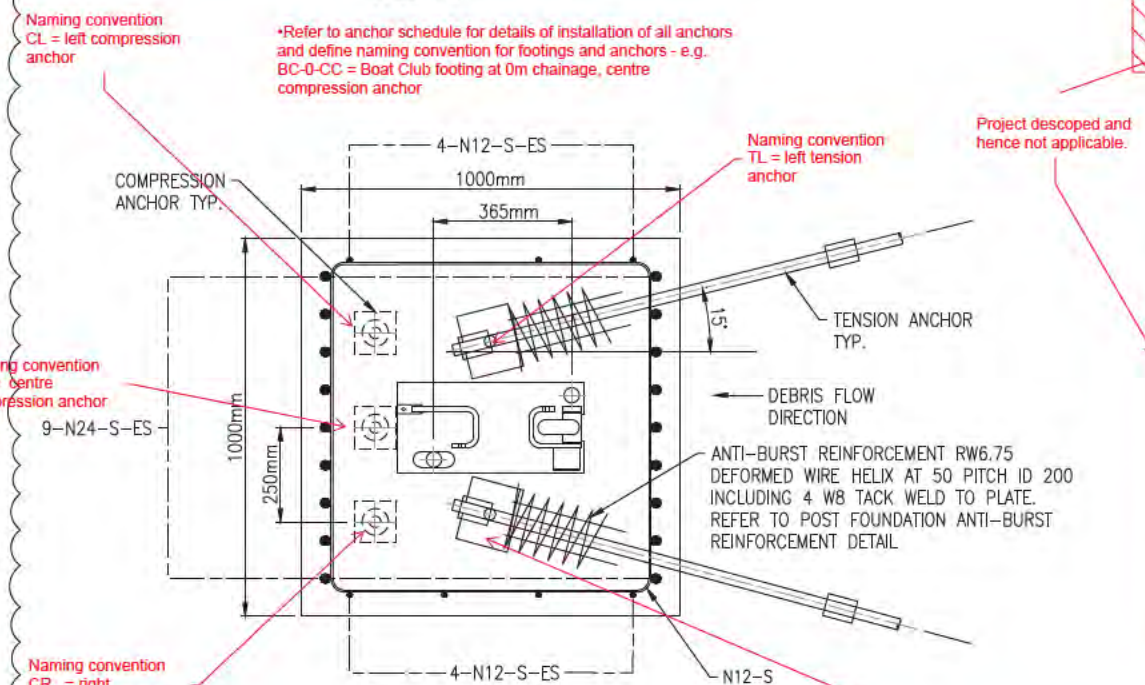 Naming convention
CL = left compression
anchor
•Refer to anchor schedule for details of installation of all anchors
and define naming convention for footings and anchors - e.g.
BC-0-CC = Boat Club footing at 0m chainage, centre
compression anchor
Naming convention
TL = left tension
anchor
Project descoped and
hence not applicable.
4-N12-S-ES
1000mm
365mm
COMPRESSION
ANCHOR TYP.
15°
TENSION ANCHOR
TYP.
convention
centre
anchor
9-N24-S-ES
1000mm
250mm
DEBRIS FLOW
DIRECTION
ANTI-BURST REINFORCEMENT RW6.75
DEFORMED WIRE HELIX AT 50 PITCH ID 200
INCLUDING 4 W8 TACK WELD TO PLATE.
REFER TO POST FOUNDATION ANTI-BURST
REINFORCEMENT DETAIL
Naming convention
CR = right
4-N12-S-ES
N12-S